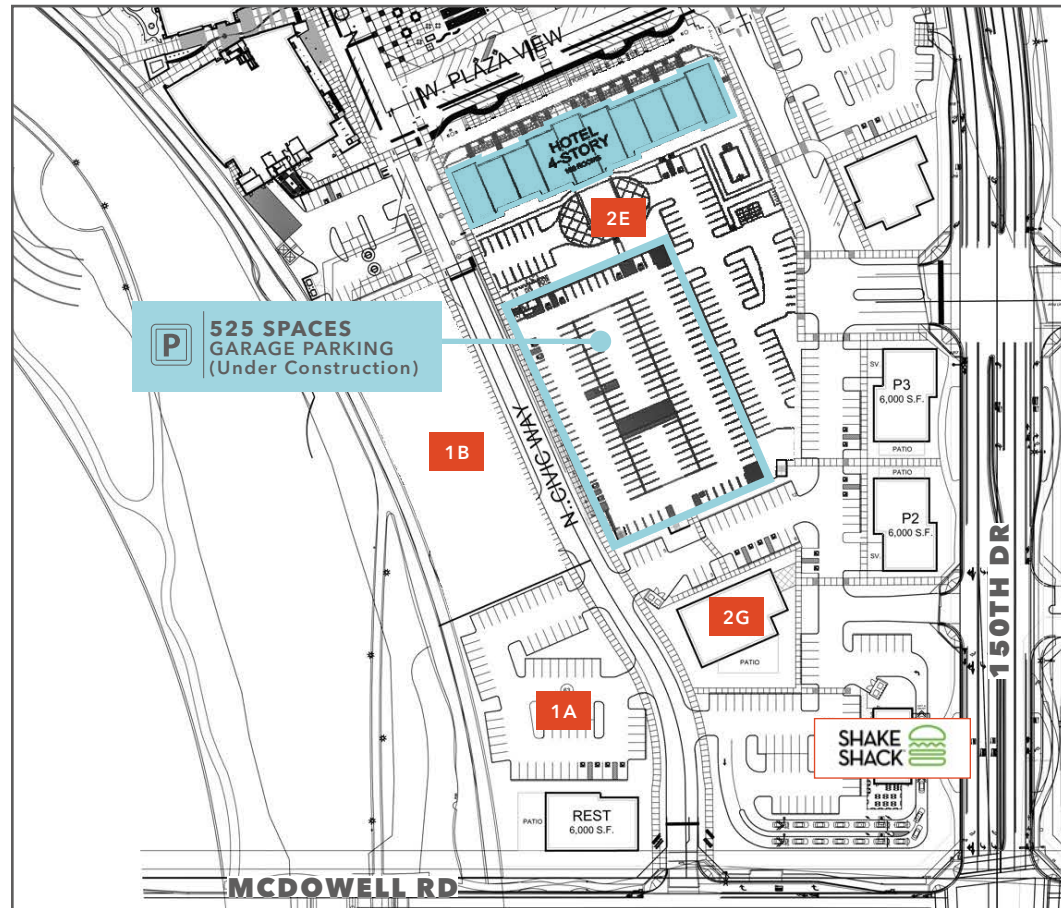 W PLAZA VIEW
HOTEL
4-STORY
2E
P
525 SPACES
GARAGE PARKING
(Under Construction)
SV.
P3
6,000 S.F.
PATIO
1B
N. CIVIC WAY
PATIO
P2
6,000 S.F.
SV.
150TH DR
2G
PATIO
1A
SHAKE
SHACK
PATIO
REST
6,000 S.F.
MCDOWELL RD